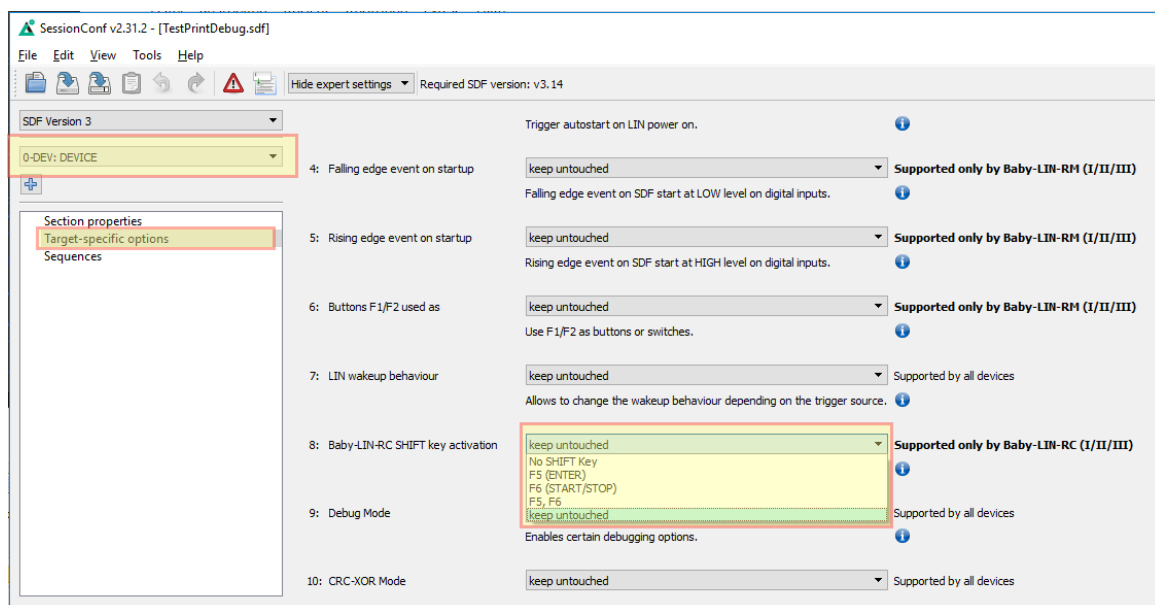 SessionConf v2.31.2 - [TestPrintDebug.sdf]
File Edit View Tools Help
Hide expert settings Required SDF version: v3.14
SDF Version 3
0-DEV: DEVICE
Section properties
Target-specific options
Sequences
Trigger autostart on LIN power on.
4: Falling edge event on startup keep untouched Supported only by Baby-LIN-RM (I/II/III)
Falling edge event on SDF start at LOW level on digital inputs.
5: Rising edge event on startup keep untouched Supported only by Baby-LIN-RM (I/II/III)
Rising edge event on SDF start at HIGH level on digital inputs.
6: Buttons F1/F2 used as keep untouched Supported only by Baby-LIN-RM (I/II/III)
Use F1/F2 as buttons or switches.
7: LIN wakeup behaviour keep untouched Supported by all devices
Allows to change the wakeup behaviour depending on the trigger source.
8: Baby-LIN-RC SHIFT key activation keep untouched Supported only by Baby-LIN-RC (I/II/III)
No SHIFT Key
F5 (ENTER)
F6 (START/STOP)
F5, F6
keep untouched
9: Debug Mode Supported by all devices
Enables certain debugging options.
10: CRC-XOR Mode keep untouched Supported by all devices